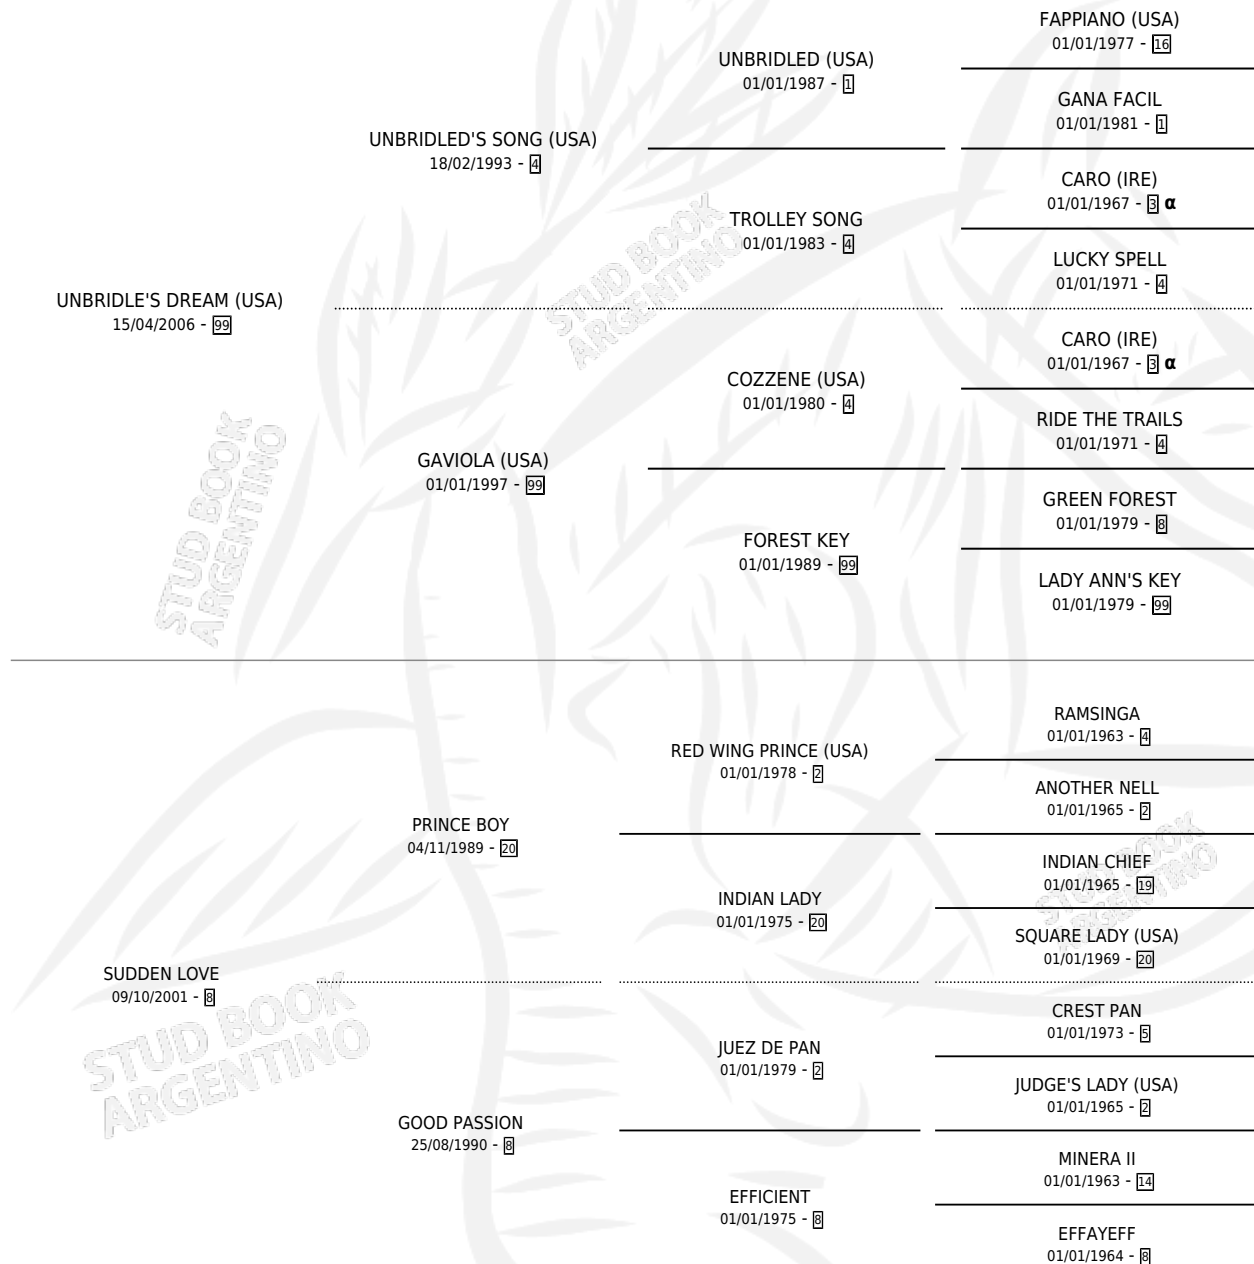 FAPPIANO (USA)
01/01/1977 - 16
UNBRIDLED (USA)
01/01/1987 - 1
GANA FACIL
01/01/1981 - 1
UNBRIDLED'S SONG (USA)
18/02/1993 - 4
CARO (IRE)
01/01/1967 - 3 α
TROLLEY SONG
01/01/1983 - 4
LUCKY SPELL
01/01/1971 - 4
UNBRIDLE'S DREAM (USA)
15/04/2006 - 99
CARO (IRE)
01/01/1967 - 3 α
COZZENE (USA)
01/01/1980 - 4
RIDE THE TRAILS
01/01/1971 - 4
GAVIOLA (USA)
01/01/1997 - 99
GREEN FOREST
01/01/1979 - 8
FOREST KEY
01/01/1989 - 99
LADY ANN'S KEY
01/01/1979 - 99
STUD BOOK
ARGENTINO
STUD BOOK
ARGENTINO
RAMSINGA
01/01/1963 - 4
RED WING PRINCE (USA)
01/01/1978 - 2
ANOTHER NELL
01/01/1965 - 2
PRINCE BOY
04/11/1989 - 20
INDIAN CHIEF
01/01/1965 - 19
INDIAN LADY
01/01/1975 - 20
SQUARE LADY (USA)
01/01/1969 - 20
SUDDEN LOVE
09/10/2001 - 8
CREST PAN
01/01/1973 - 5
JUEZ DE PAN
01/01/1979 - 2
JUDGE'S LADY (USA)
01/01/1965 - 2
GOOD PASSION
25/08/1990 - 8
MINERA II
01/01/1963 - 14
EFFICIENT
01/01/1975 - 8
EFFAYEFF
01/01/1964 - 8
STUD BOOK
ARGENTINO
STUD BOOK
ARGENTINO